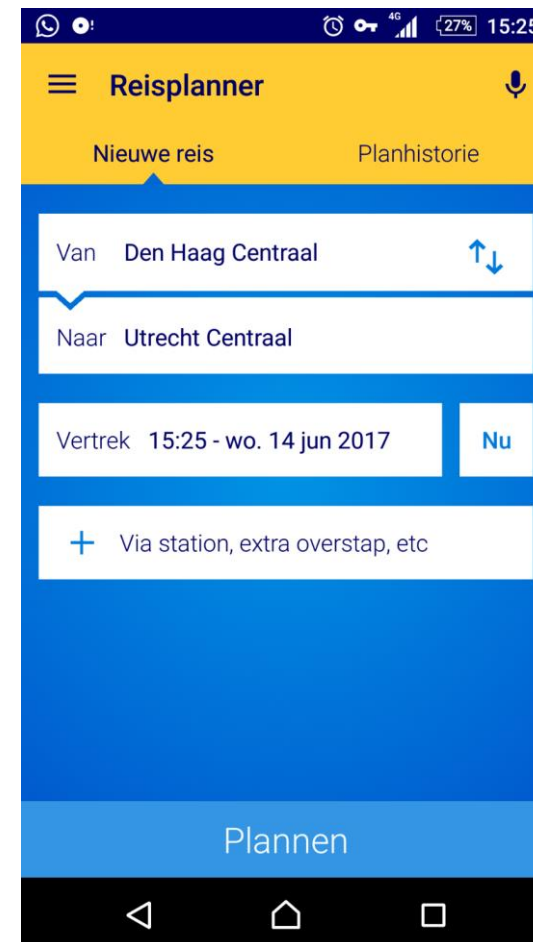 4G 27% 15:25
Reisplanner
Nieuwe reis Planhistorie
Van Den Haag Centraal
Naar Utrecht Centraal
Vertrek 15:25 - wo. 14 jun 2017 Nu
+ Via station, extra overstap, etc
Plannen